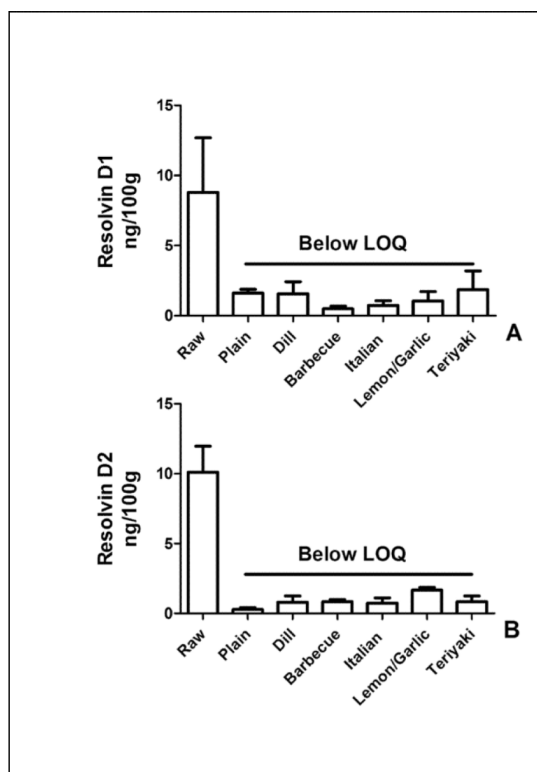 Resolvin D1
ng/100g
15
10
5
0
Below LOQ
Raw
Plain
Dill
Barbecue
Italian
Lemon/Garlic
Teriyaki
A
Resolvin D2
ng/100g
15
10
5
0
Below LOQ
Raw
Plain
Dill
Barbecue
Italian
Lemon/Garlic
Teriyaki
B